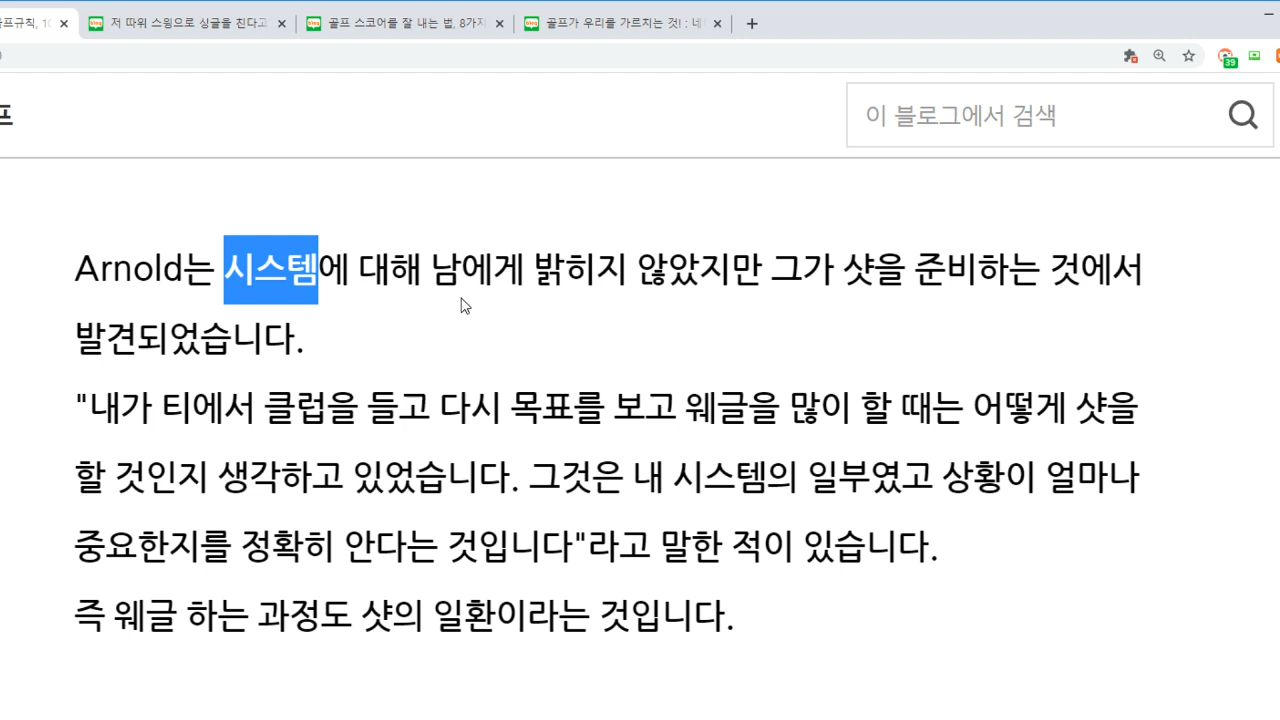 프규칙, 10
저 따위 스윙으로 싱글을 친다고
골프 스코어를 잘 내는 법, 8가지
골프가 우리를 가르치는 것! : 네
39
프
이 블로그에서 검색
Arnold는 시스템에 대해 남에게 밝히지 않았지만 그가 샷을 준비하는 것에서
발견되었습니다.
"내가 티에서 클럽을 들고 다시 목표를 보고 웨글을 많이 할 때는 어떻게 샷을
할 것인지 생각하고 있었습니다. 그것은 내 시스템의 일부였고 상황이 얼마나
중요한지를 정확히 안다는 것입니다"라고 말한 적이 있습니다.
즉 웨글 하는 과정도 샷의 일환이라는 것입니다.